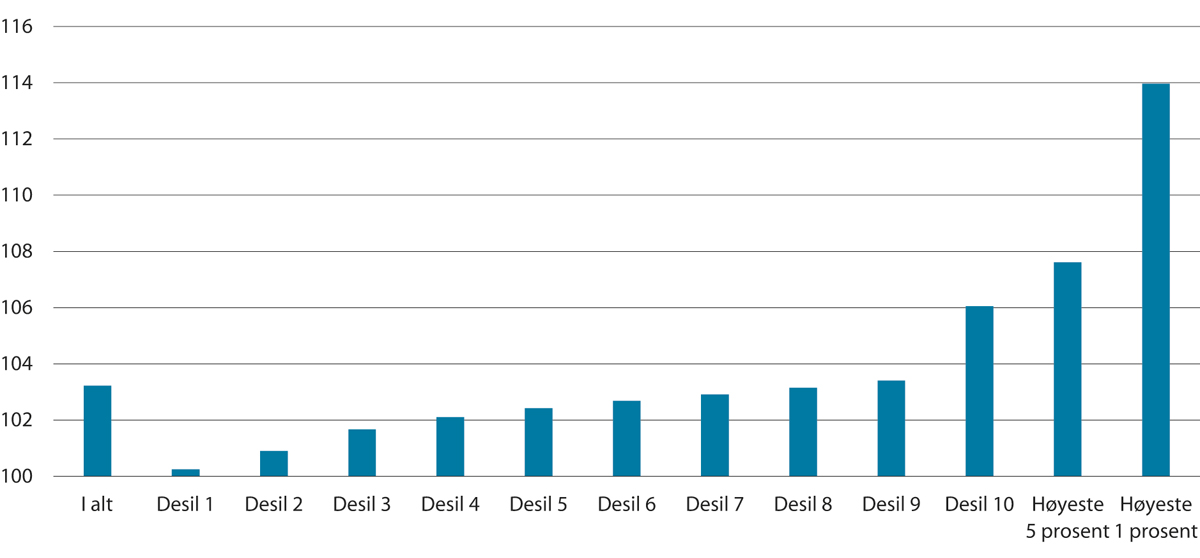 116
114
112
110
108
106
104
102
100
I alt
Desil 1
Desil 2
Desil 3
Desil 4
Desil 5
Desil 6
Desil 7
Desil 8
Desil 9
Desil 10
Høyeste
5 prosent
Høyeste
1 prosent